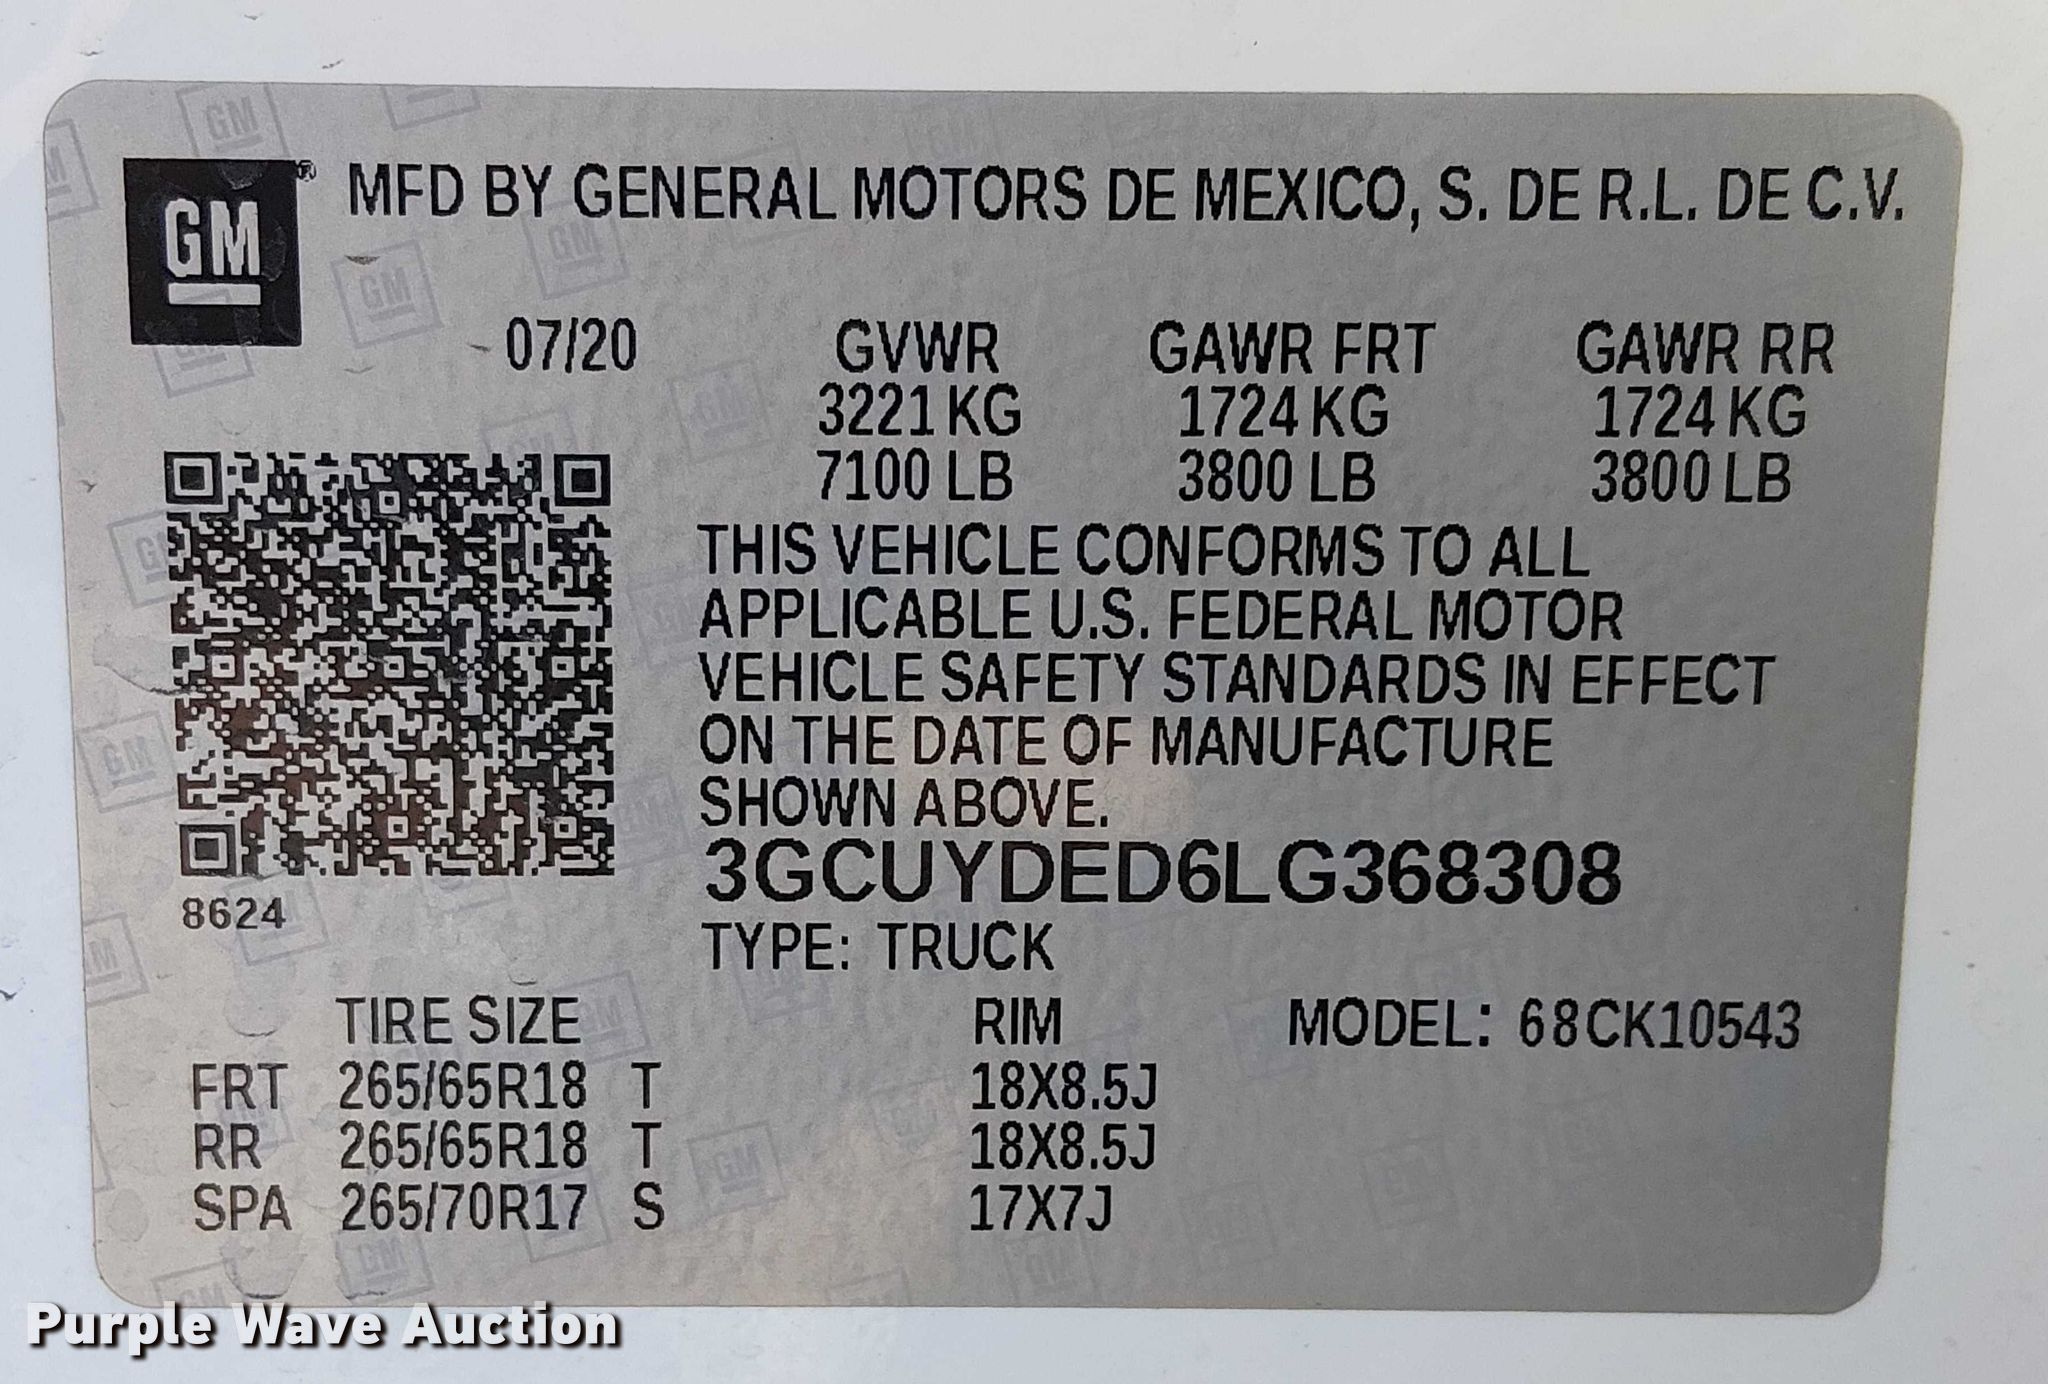 GM ® MFD BY GENERAL MOTORS DE MEXICO, S. DE R.L. DE C.V.
07/20 GVWR GAWR FRT GAWR RR
3221 KG 1724 KG 1724 KG
7100 LB 3800 LB 3800 LB
THIS VEHICLE CONFORMS TO ALL
APPLICABLE U.S. FEDERAL MOTOR
VEHICLE SAFETY STANDARDS IN EFFECT
ON THE DATE OF MANUFACTURE
SHOWN ABOVE.
3GCUYDED6LG368308
8624
TYPE: TRUCK
TIRE SIZE RIM MODEL: 68CK10543
FRT 265/65R18 T 18X8.5J
RR 265/65R18 T 18X8.5J
SPA 265/70R17 S 17X7J
Purple Wave Auction